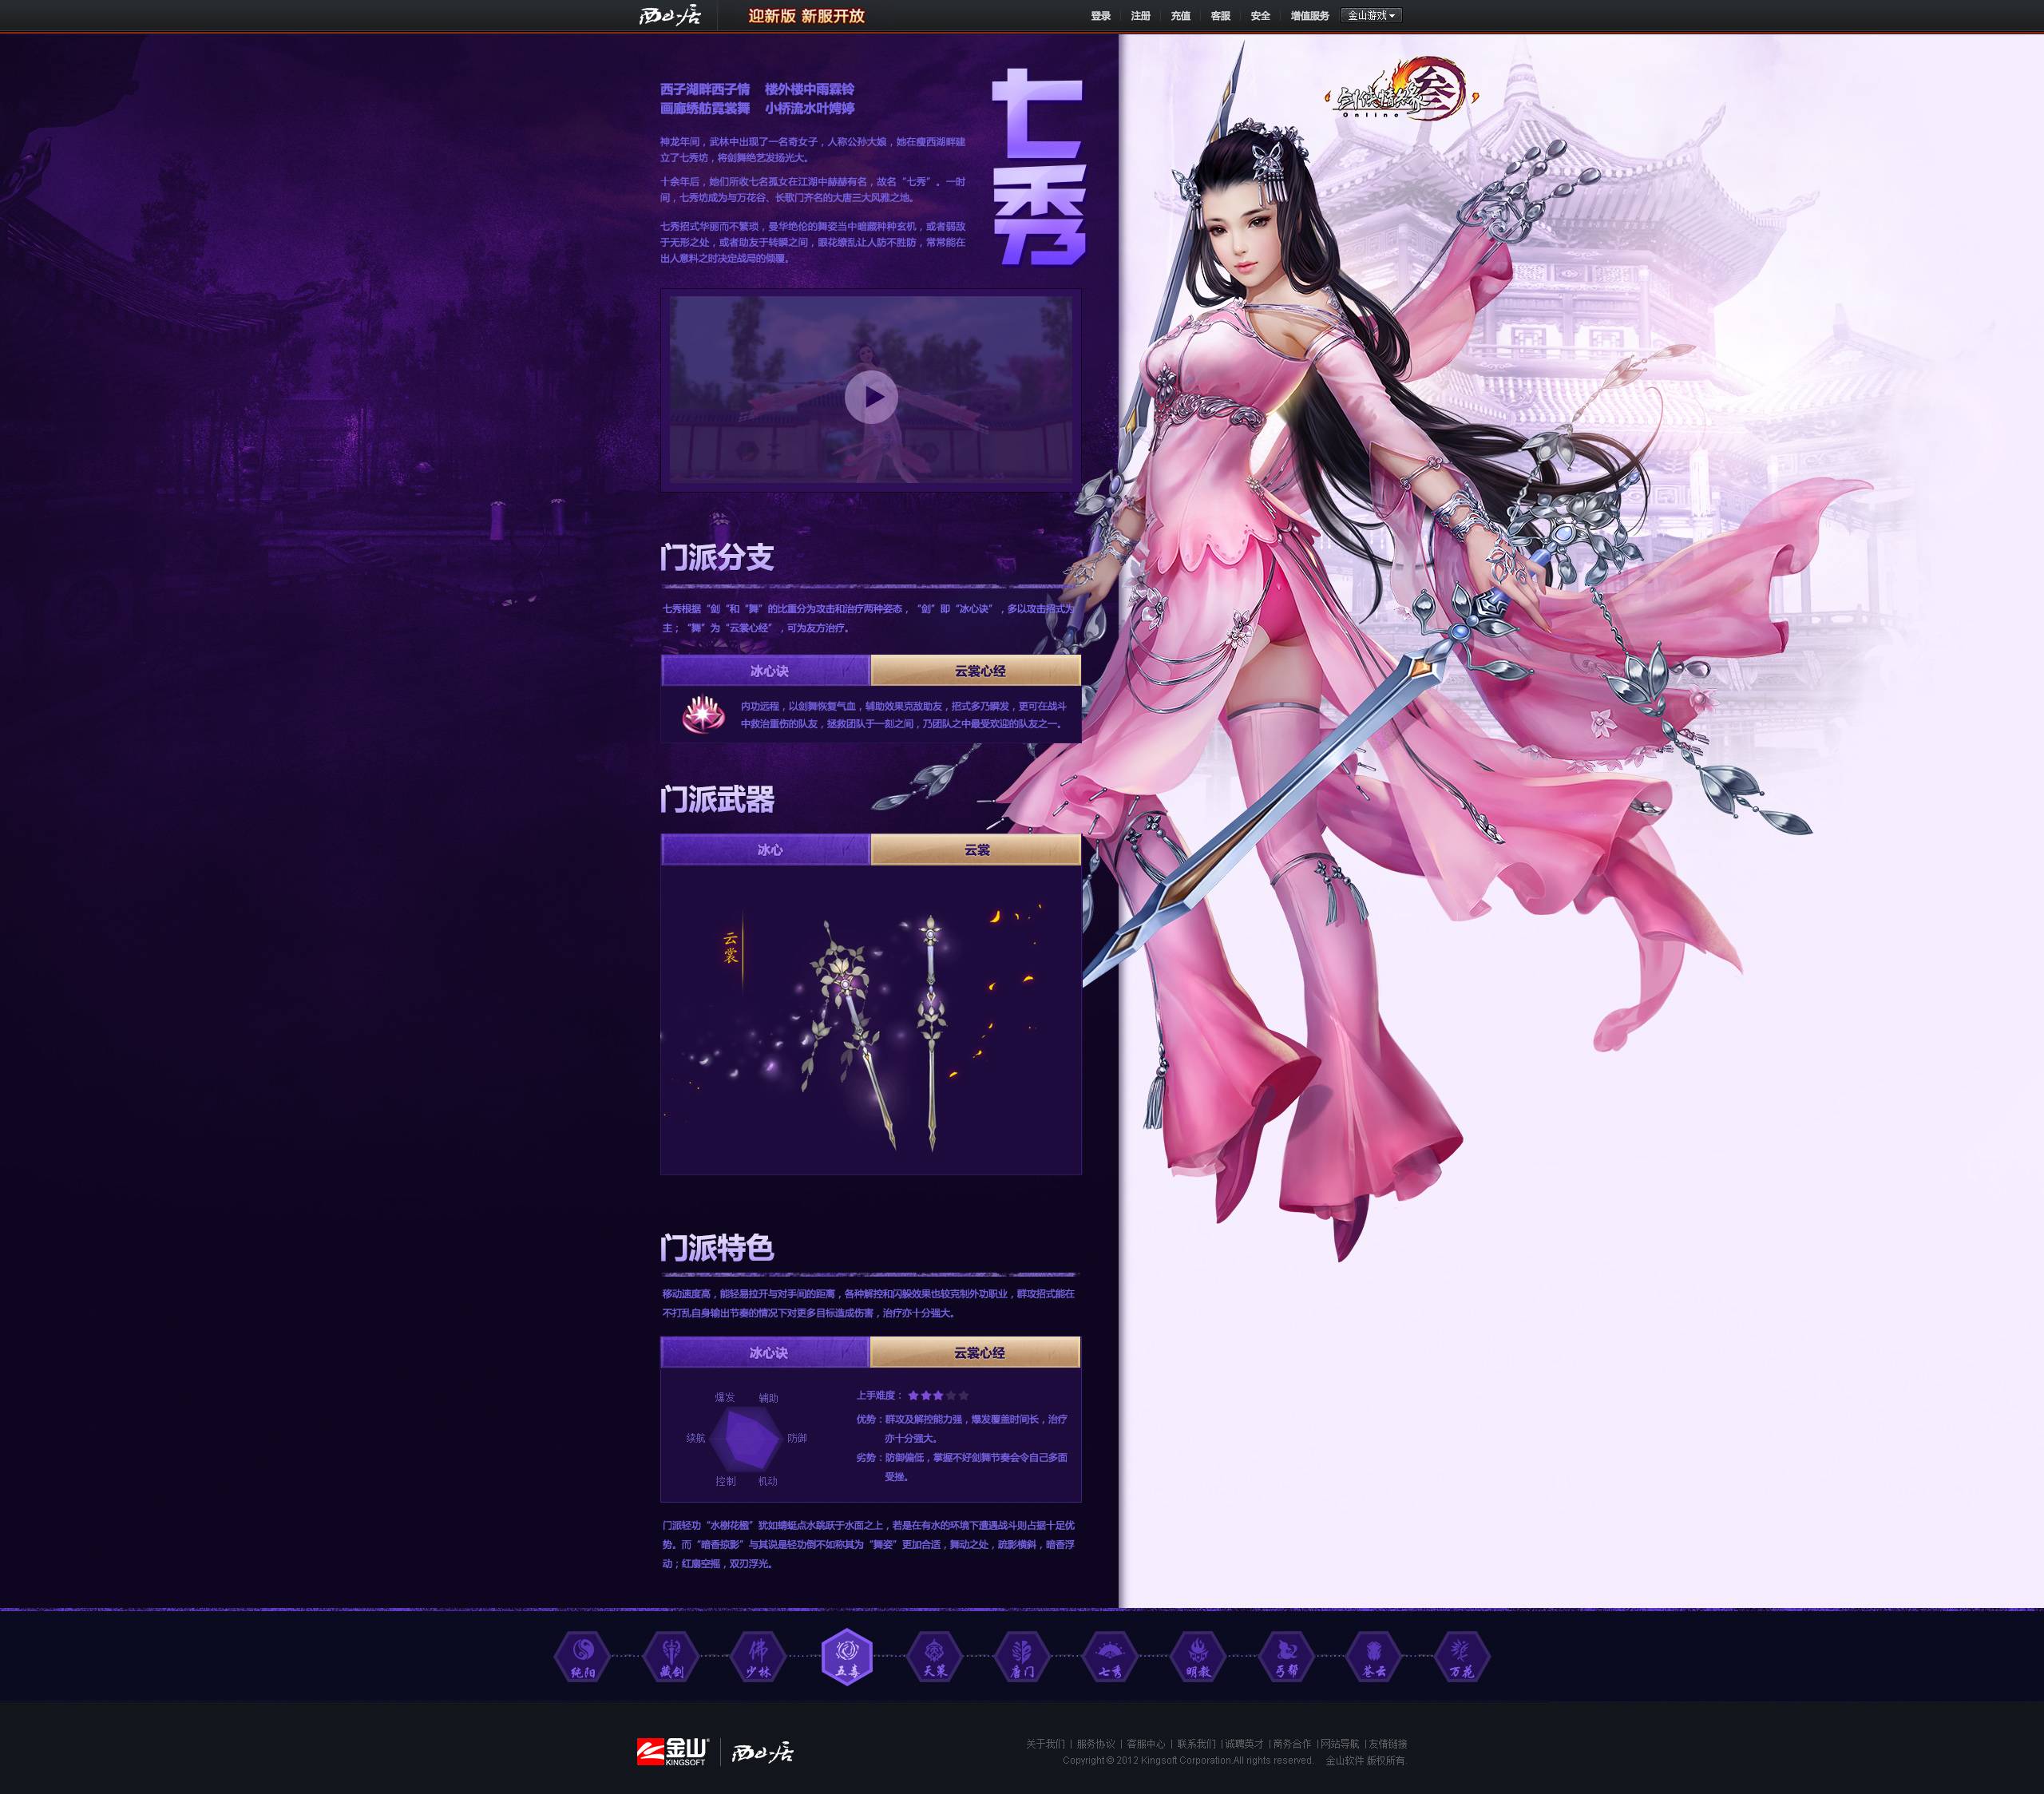 西山居
迎新版 新服开放
登录
注册
充值
客服
安全
增值服务
金山游戏
剑侠情缘
叁
Online
七秀
西子湖畔西子情 楼外楼中雨霖铃
画廊绣舫霓裳舞 小桥流水叶娉婷
神龙年间，武林中出现了一名奇女子，人称公孙大娘，她在瘦西湖畔建
立了七秀坊，将剑舞绝艺发扬光大。
十余年后，她们所收七名孤女在江湖中赫赫有名，故名“七秀”。一时
间，七秀坊成为与万花谷、长歌门齐名的大唐三大风雅之地。
七秀招式华丽而不繁琐，曼华绝伦的舞姿当中暗藏种种玄机，或者弱敌
于无形之处，或者助友于转瞬之间，眼花缭乱让人防不胜防，常常能在
出人意料之时决定战局的倾覆。
门派分支
七秀根据“剑“和“舞”的比重分为攻击和治疗两种姿态，“剑”即“冰心诀”，多以攻击招式为
主；“舞”为“云裳心经”，可为友方治疗。
冰心诀
云裳心经
内功远程，以剑舞恢复气血，辅助效果克敌助友，招式多乃瞬发，更可在战斗
中救治重伤的队友，拯救团队于一刻之间，乃团队之中最受欢迎的队友之一。
门派武器
冰心
云裳
云裳
门派特色
移动速度高，能轻易拉开与对手间的距离，各种解控和闪躲效果也较克制外功职业，群攻招式能在
不打乱自身输出节奏的情况下对更多目标造成伤害，治疗亦十分强大。
冰心诀
云裳心经
爆发
辅助
续航
防御
控制
机动
上手难度：
优势：群攻及解控能力强，爆发覆盖时间长，治疗
亦十分强大。
劣势：防御偏低，掌握不好剑舞节奏会令自己多面
受挫。
门派轻功“水榭花楹”犹如蜻蜓点水跳跃于水面之上，若是在有水的环境下遭遇战斗则占据十足优
势。而“暗香掠影”与其说是轻功倒不如称其为“舞姿”更加合适，舞动之处，疏影横斜，暗香浮
动；红扇空摇，双刃浮光。
纯阳
藏剑
佛
少林
五毒
天策
唐门
七秀
明教
丐帮
苍云
万花
金山
KINGSOFT
西山居
关于我们 | 服务协议 | 客服中心 | 联系我们 | 诚聘英才 | 商务合作 | 网站导航 | 友情链接
Copyright © 2012 Kingsoft Corporation.All rights reserved. 金山软件 版权所有.